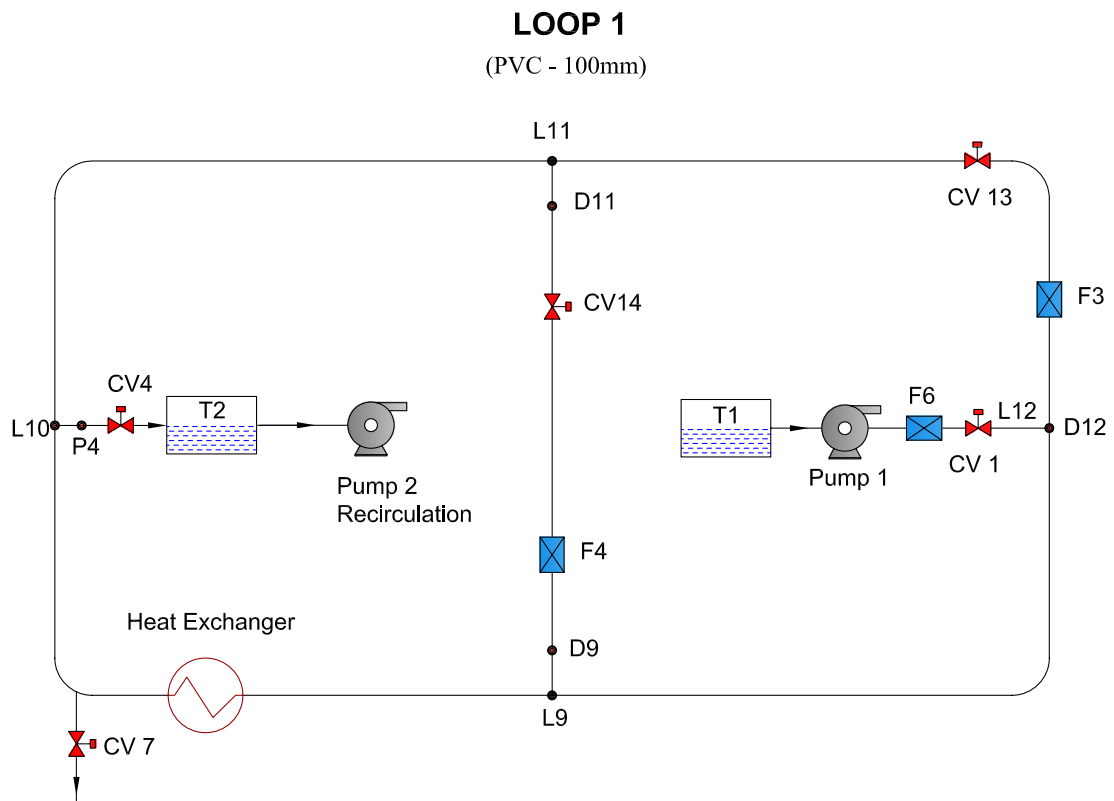 LOOP 1
(PVC - 100mm)
L11
D11
CV 13
CV14
F3
CV4
T2
L10
P4
Pump 2
Recirculation
T1
F6
L12
D12
Pump 1
CV 1
F4
Heat Exchanger
D9
L9
CV 7